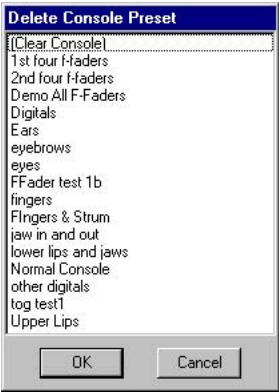 Delete Console Preset
(Clear Console)
1st four f-faders
2nd four f-faders
Demo All F-Faders
Digitals
Ears
eyebrows
eyes
FFader test 1b
fingers
FIngers & Strum
jaw in and out
lower lips and jaws
Normal Console
other digitals
tog test1
Upper Lips
OK
Cancel